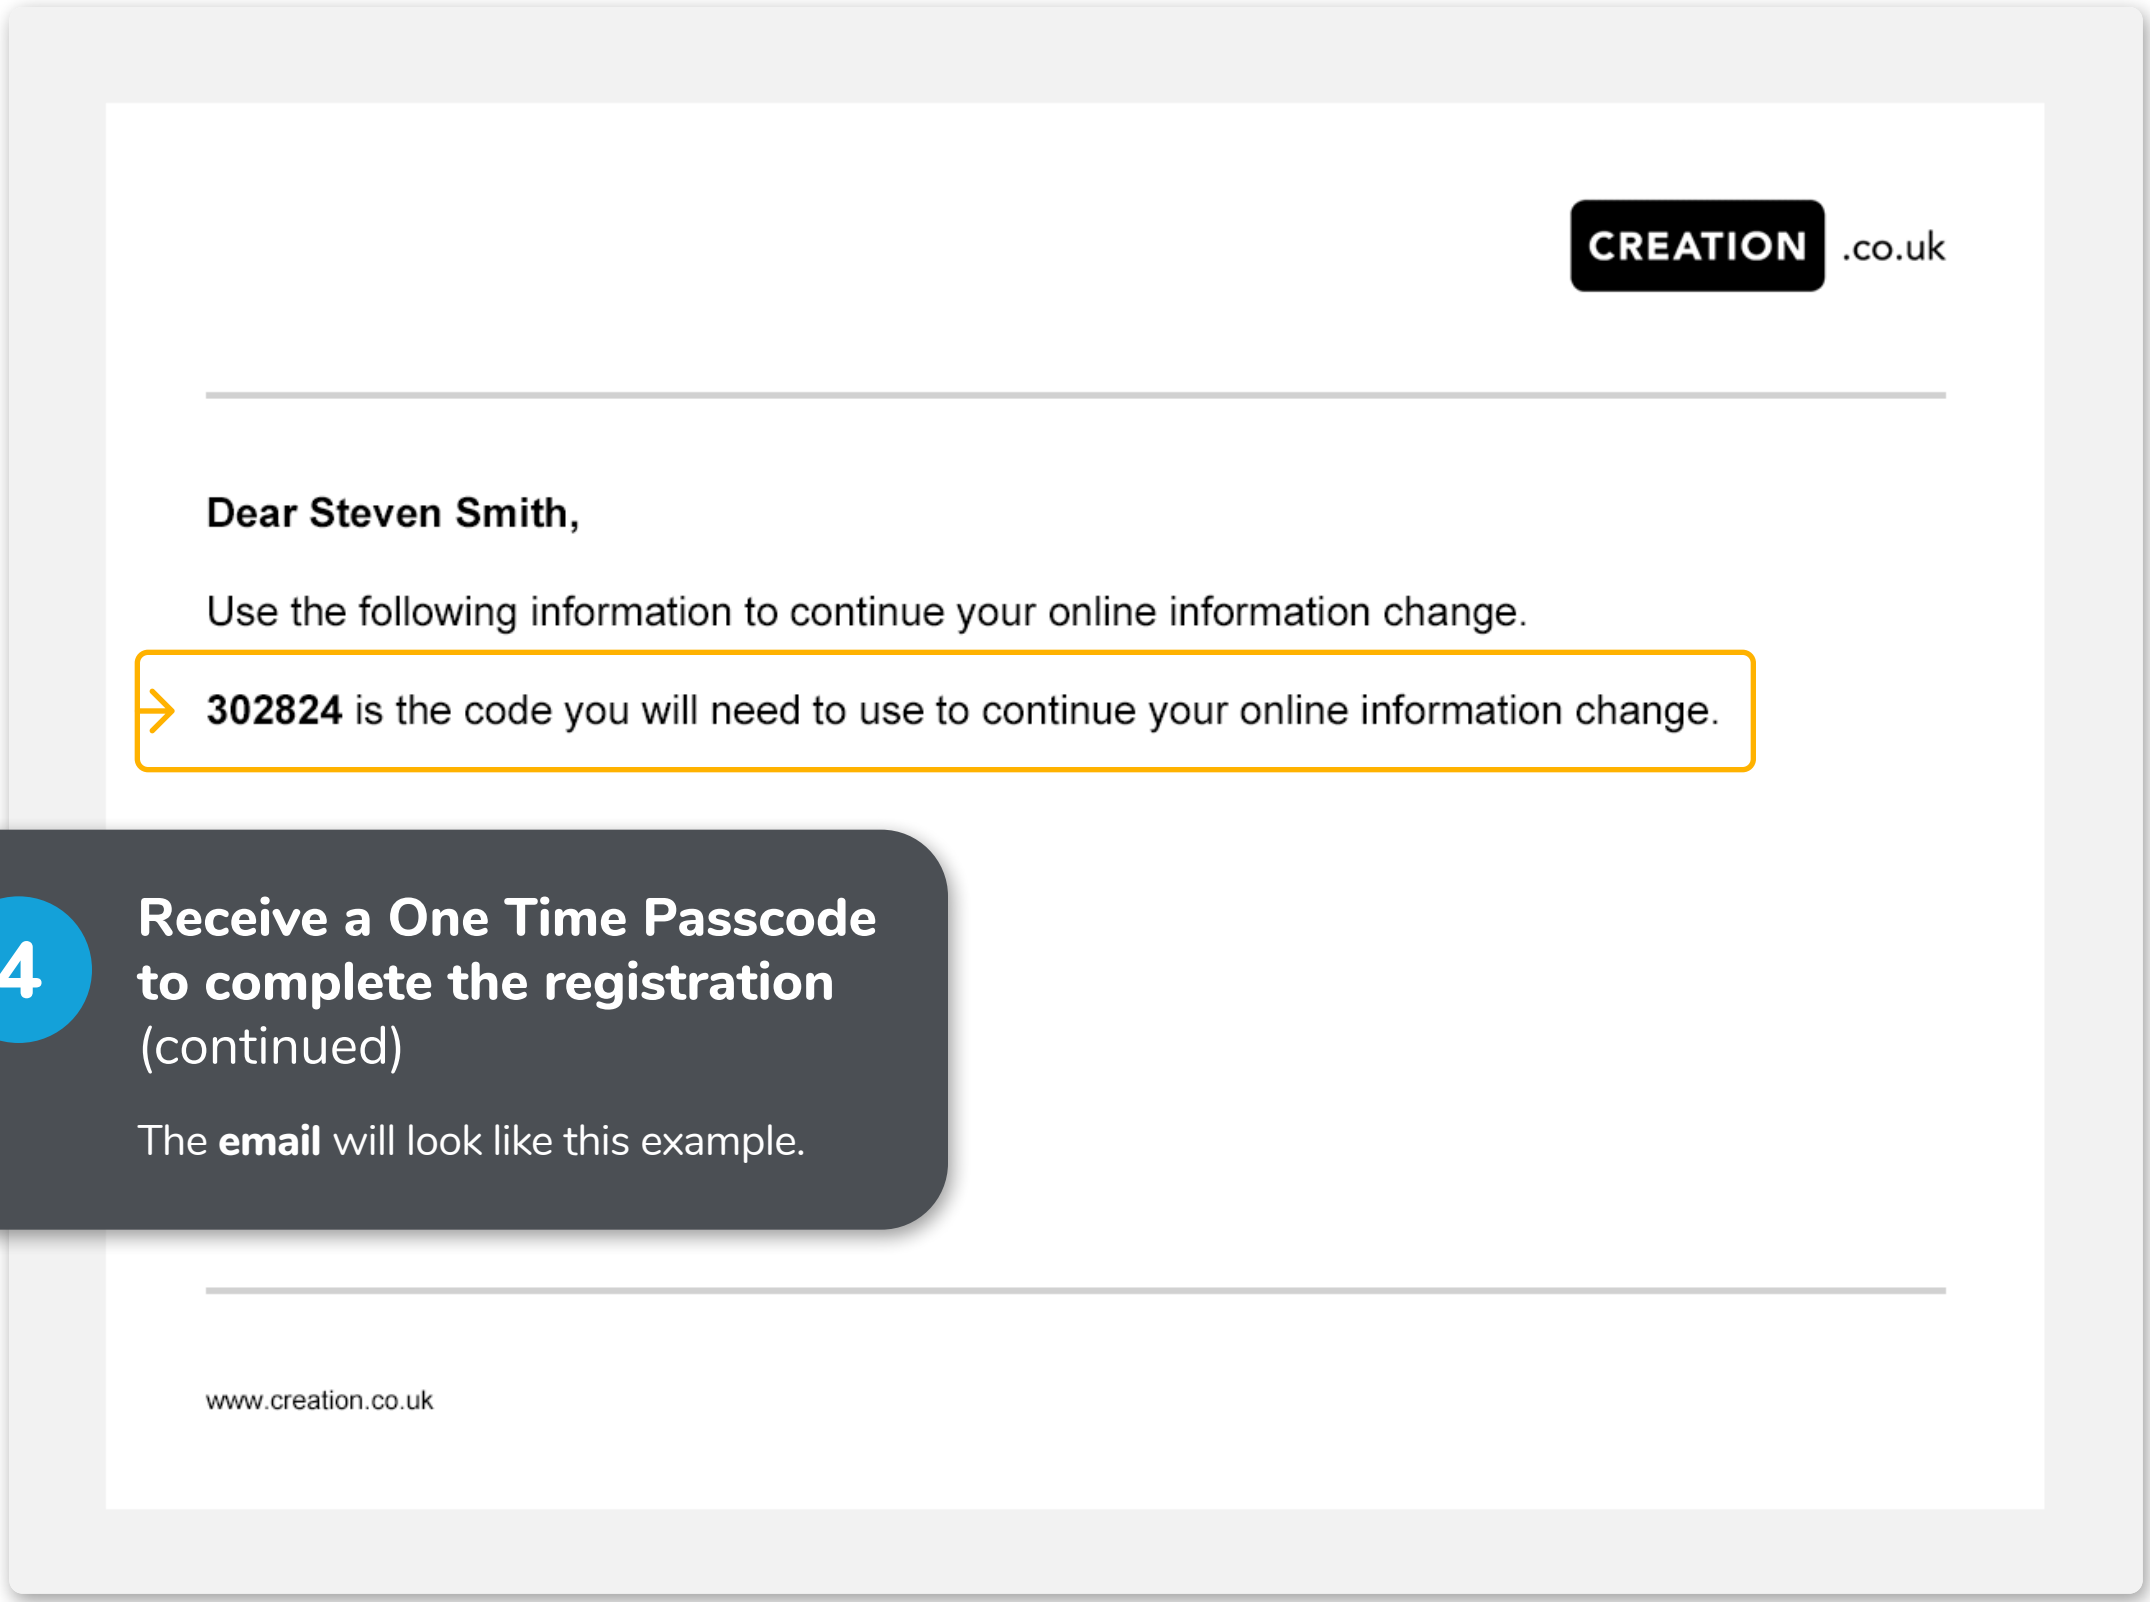 CREATION .co.uk
Dear Steven Smith,
Use the following information to continue your online information change.
302824 is the code you will need to use to continue your online information change.
4
Receive a One Time Passcode
to complete the registration
(continued)
The email will look like this example.
www.creation.co.uk